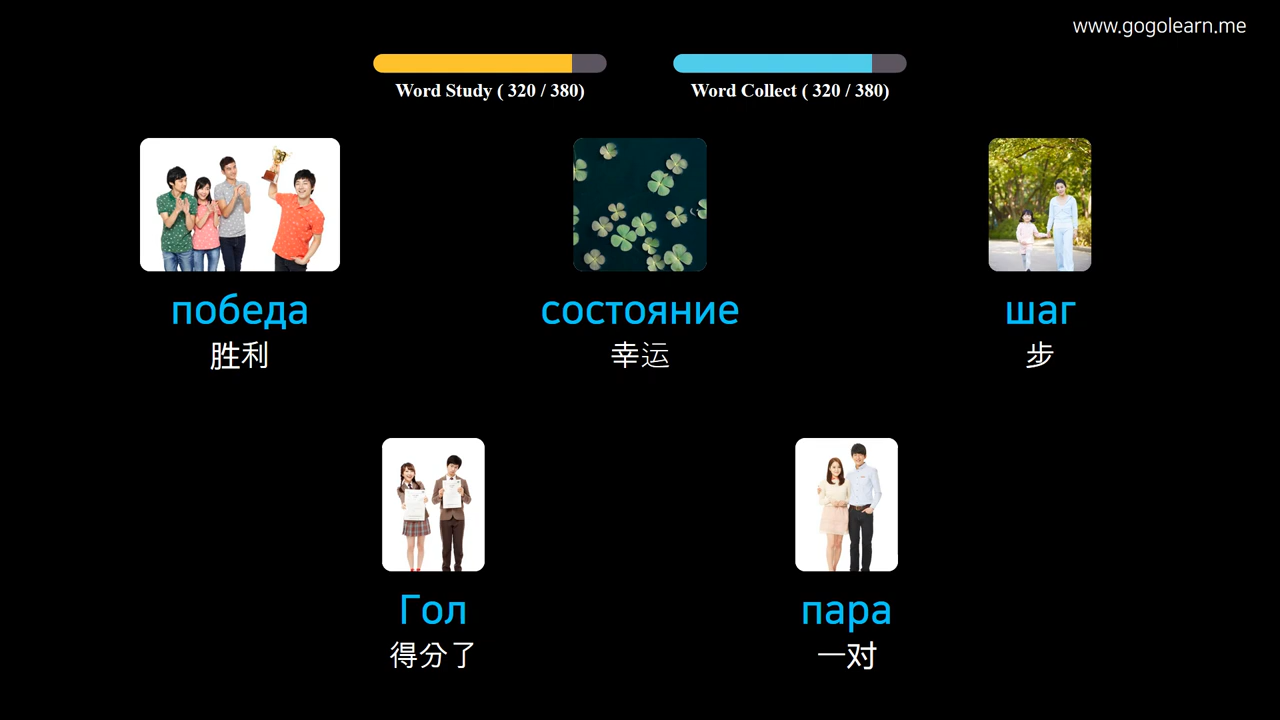 www.gogolearn.me
Word Study ( 320 / 380)
Word Collect ( 320 / 380)
победа
胜利
состояние
幸运
шаг
步
Гол
得分了
пара
一对